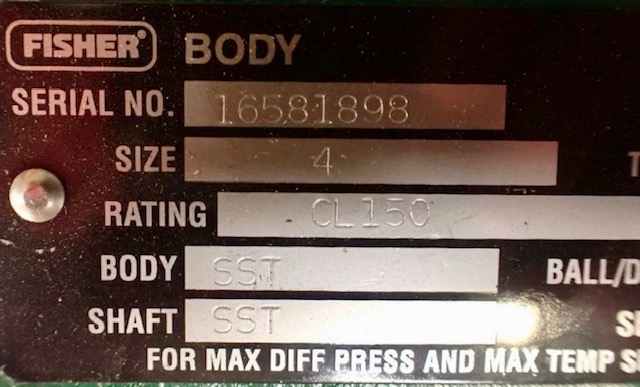 FISHER® BODY
SERIAL NO. 16581898
SIZE 4 T
RATING CL150
BODY SST BALL/D
SHAFT SST
FOR MAX DIFF PRESS AND MAX TEMP S